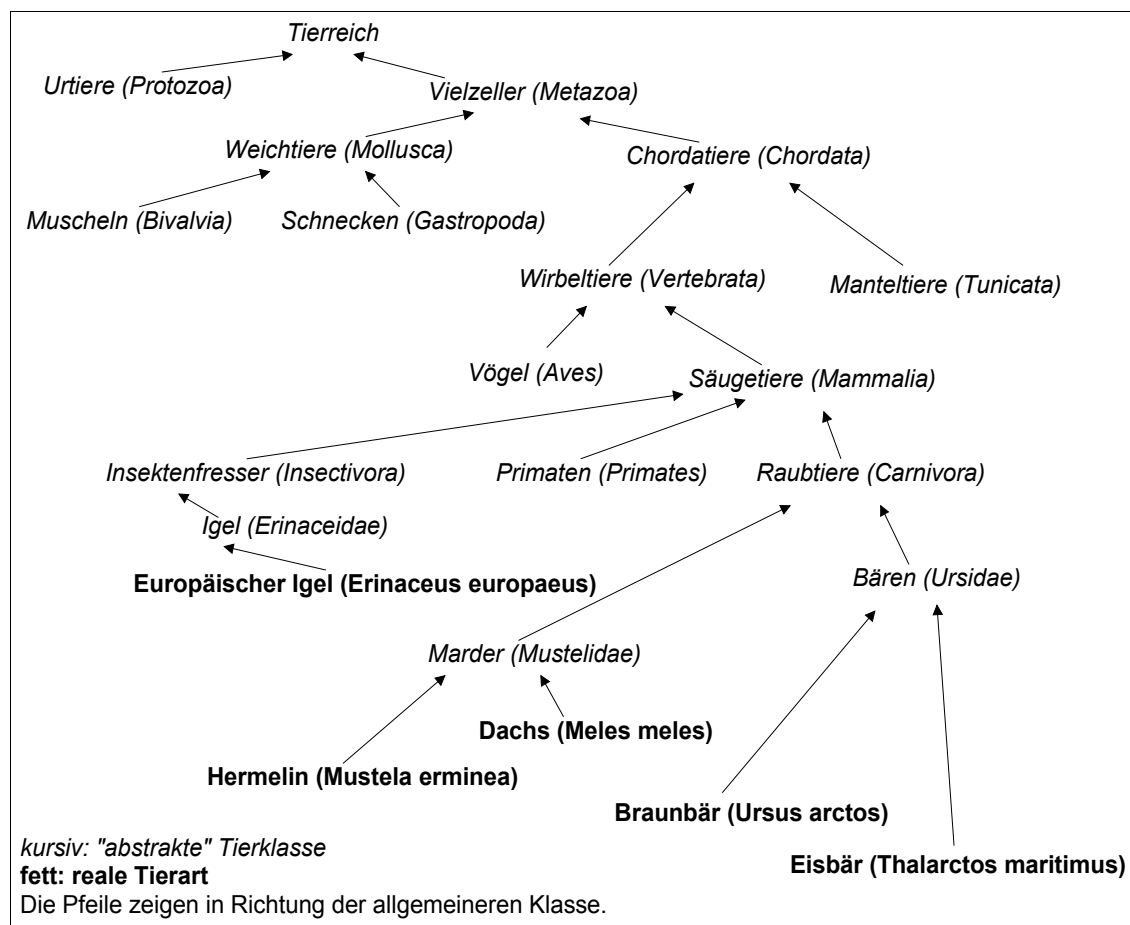 Tierreich
Urtiere (Protozoa)
Vielzeller (Metazoa)
Weichtiere (Mollusca)
Chordatiere (Chordata)
Muscheln (Bivalvia)
Schnecken (Gastropoda)
Wirbeltiere (Vertebrata)
Manteltiere (Tunicata)
Vögel (Aves)
Säugetiere (Mammalia)
Insektenfresser (Insectivora)
Primaten (Primates)
Raubtiere (Carnivora)
Igel (Erinaceidae)
Europäischer Igel (Erinaceus europaeus)
Bären (Ursidae)
Marder (Mustelidae)
Dachs (Meles meles)
Hermelin (Mustela erminea)
Braunbär (Ursus arctos)
Eisbär (Thalarctos maritimus)
kursiv: "abstrakte" Tierklasse
fett: reale Tierart
Die Pfeile zeigen in Richtung der allgemeineren Klasse.